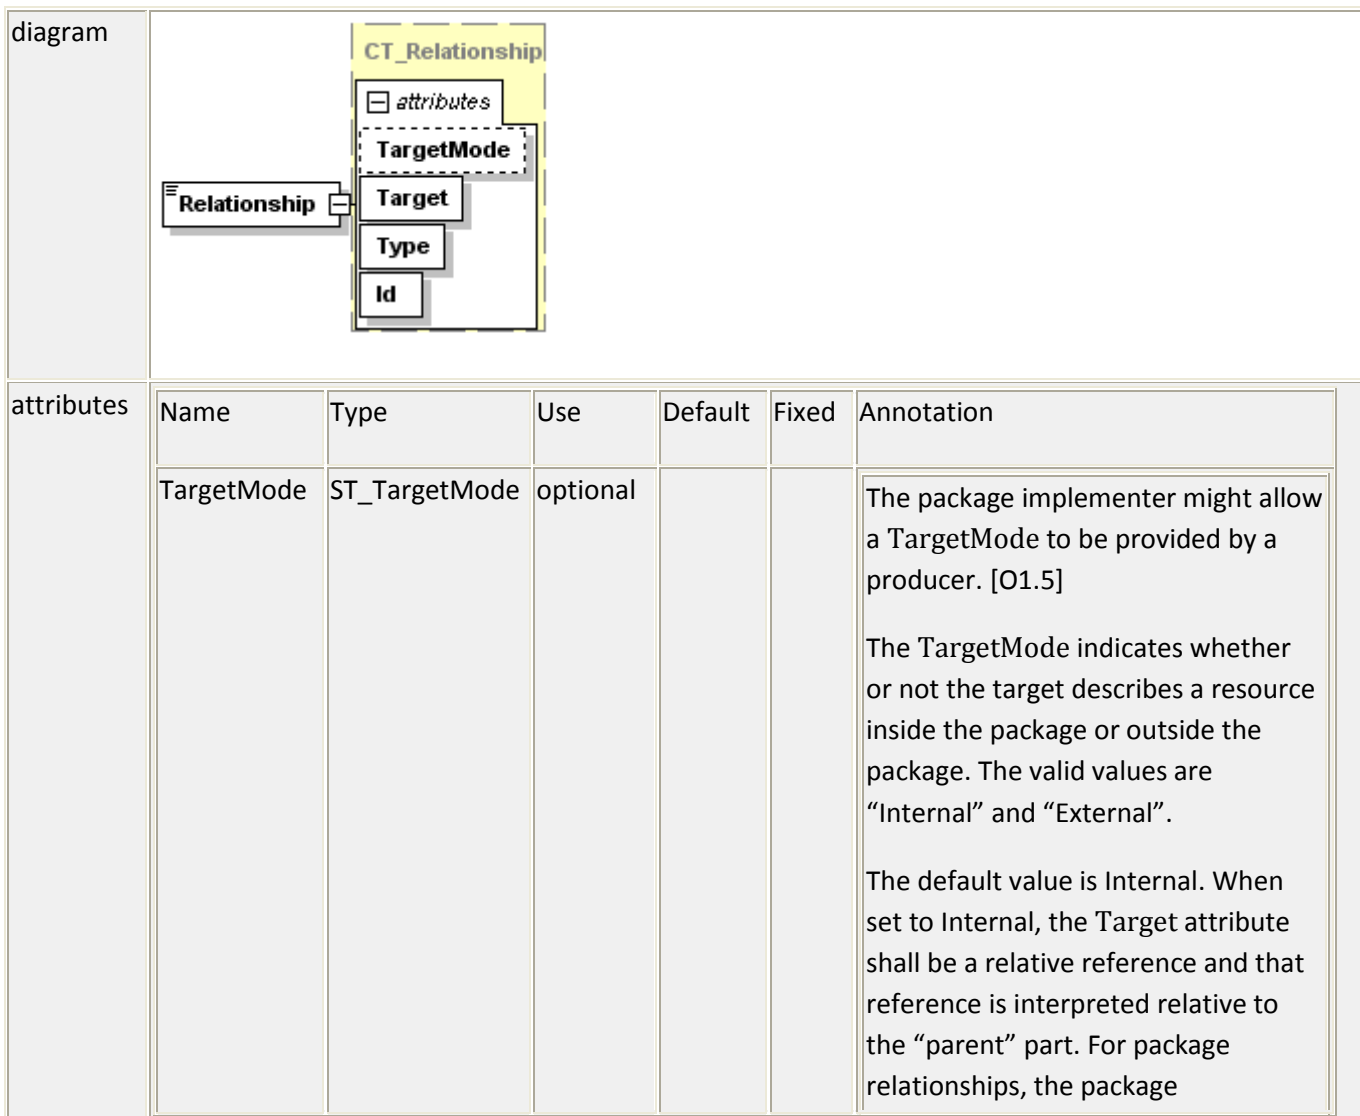 diagram
CT_Relationship
attributes
TargetMode
Relationship
Target
Type
Id
attributes
Name Type Use Default Fixed Annotation
TargetMode ST_TargetMode optional
The package implementer might allow
a TargetMode to be provided by a
producer. [O1.5]
The TargetMode indicates whether
or not the target describes a resource
inside the package or outside the
package. The valid values are
“Internal” and “External”.
The default value is Internal. When
set to Internal, the Target attribute
shall be a relative reference and that
reference is interpreted relative to
the “parent” part. For package
relationships, the package